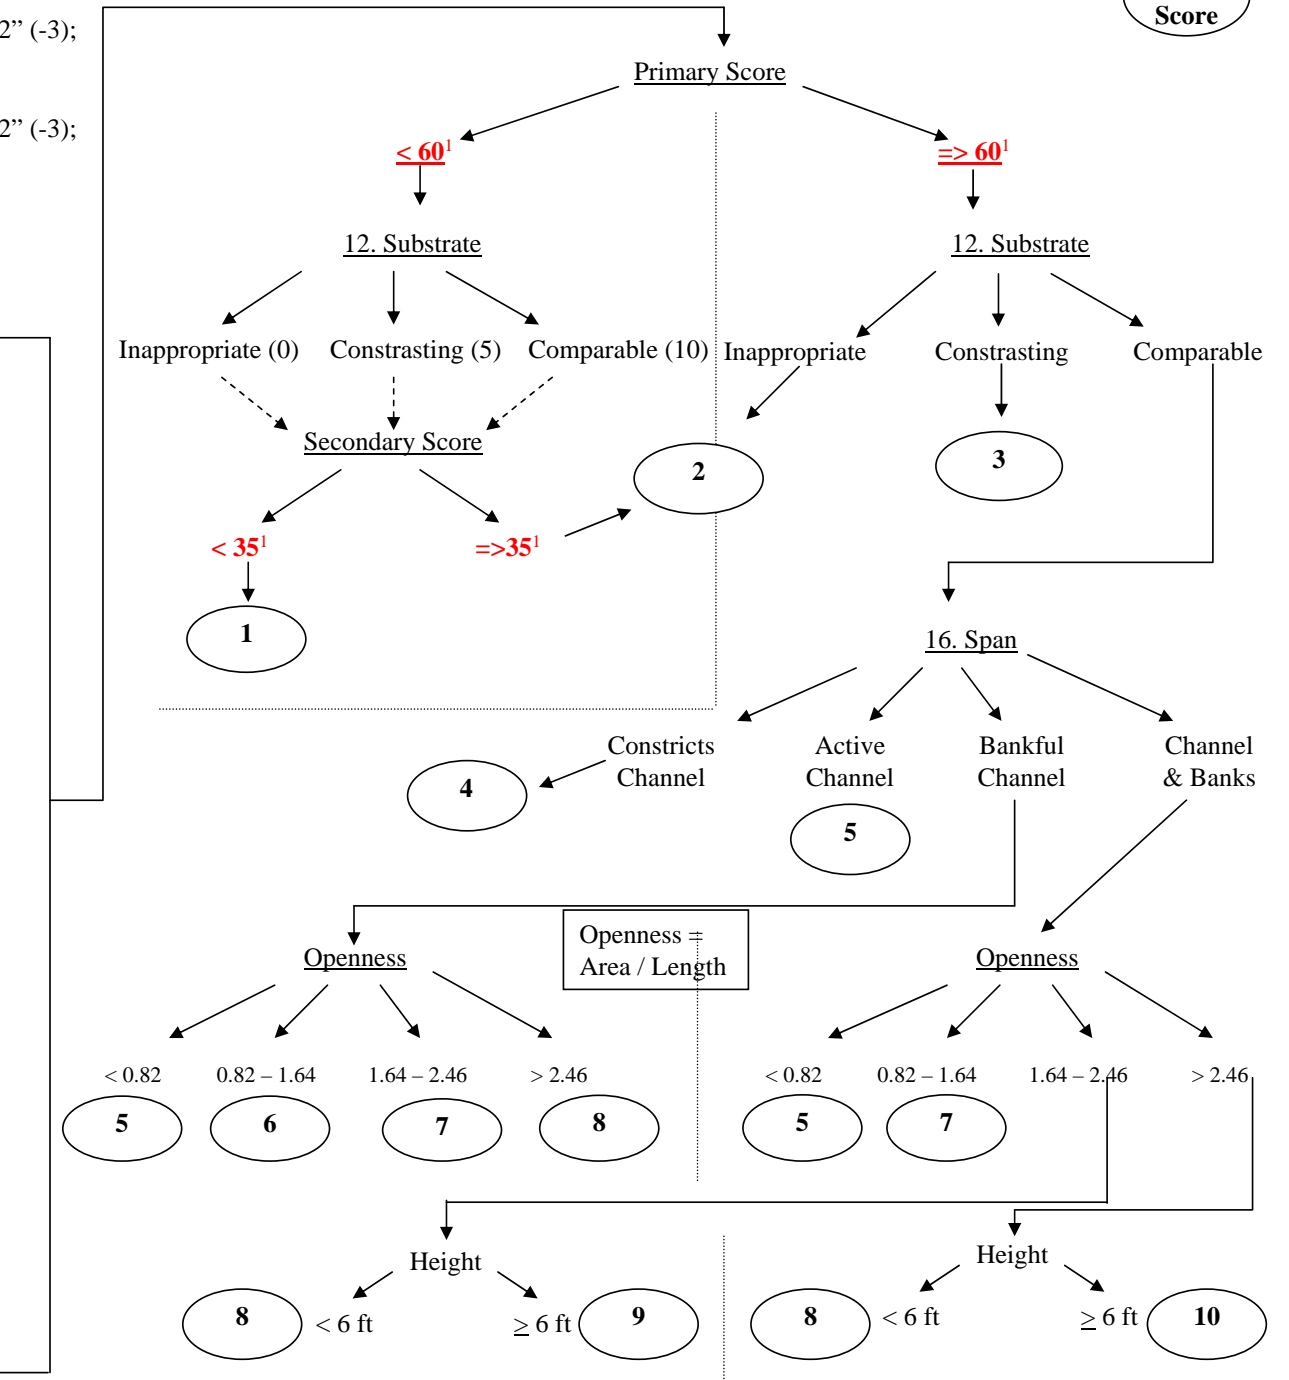 2” (-3);
Score
Primary Score
2” (-3);
< 60¹
=> 60¹
12. Substrate
12. Substrate
Inappropriate (0) Constrasting (5) Comparable (10) Inappropriate Constrasting Comparable
Secondary Score
2
3
< 35¹
=>35¹
1
16. Span
Constricts
Channel
Active
Channel
Bankful
Channel
Channel
& Banks
4
5
Openness =
Area / Length
Openness
Openness
< 0.82 0.82 – 1.64 1.64 – 2.46 > 2.46
< 0.82 0.82 – 1.64 1.64 – 2.46 > 2.46
5 6 7 8
5 7
Height
Height
8 < 6 ft ≥ 6 ft 9
8 < 6 ft ≥ 6 ft 10